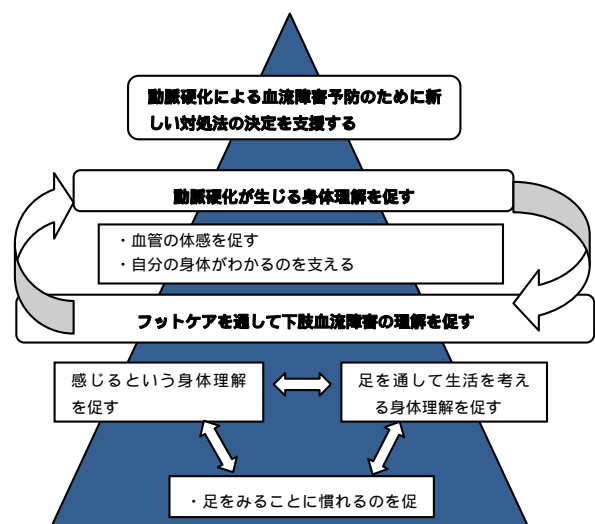 動脈硬化による血流障害予防のために新
しい対処法の決定を支援する
動脈硬化が生じる身体理解を促す
・血管の体感を促す
・自分の身体がわかるのを支える
フットケアを通して下肢血流障害の理解を促す
感じるという身体理解
を促す
足を通して生活を考え
る身体理解を促す
・足をみることに慣れるのを促